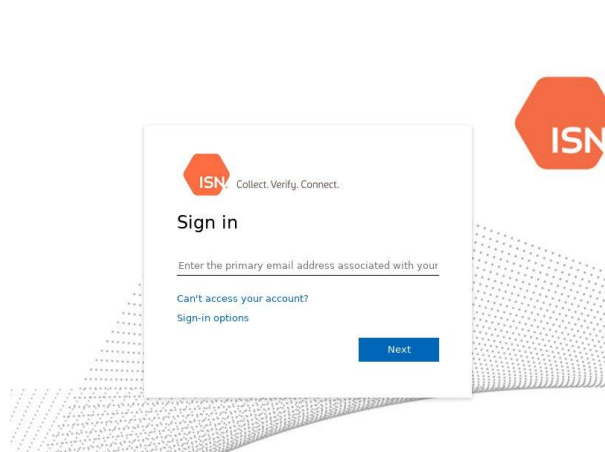 ISN
ISN. Collect. Verify. Connect.
Sign in
Enter the primary email address associated with your
Can't access your account?
Sign-in options
Next